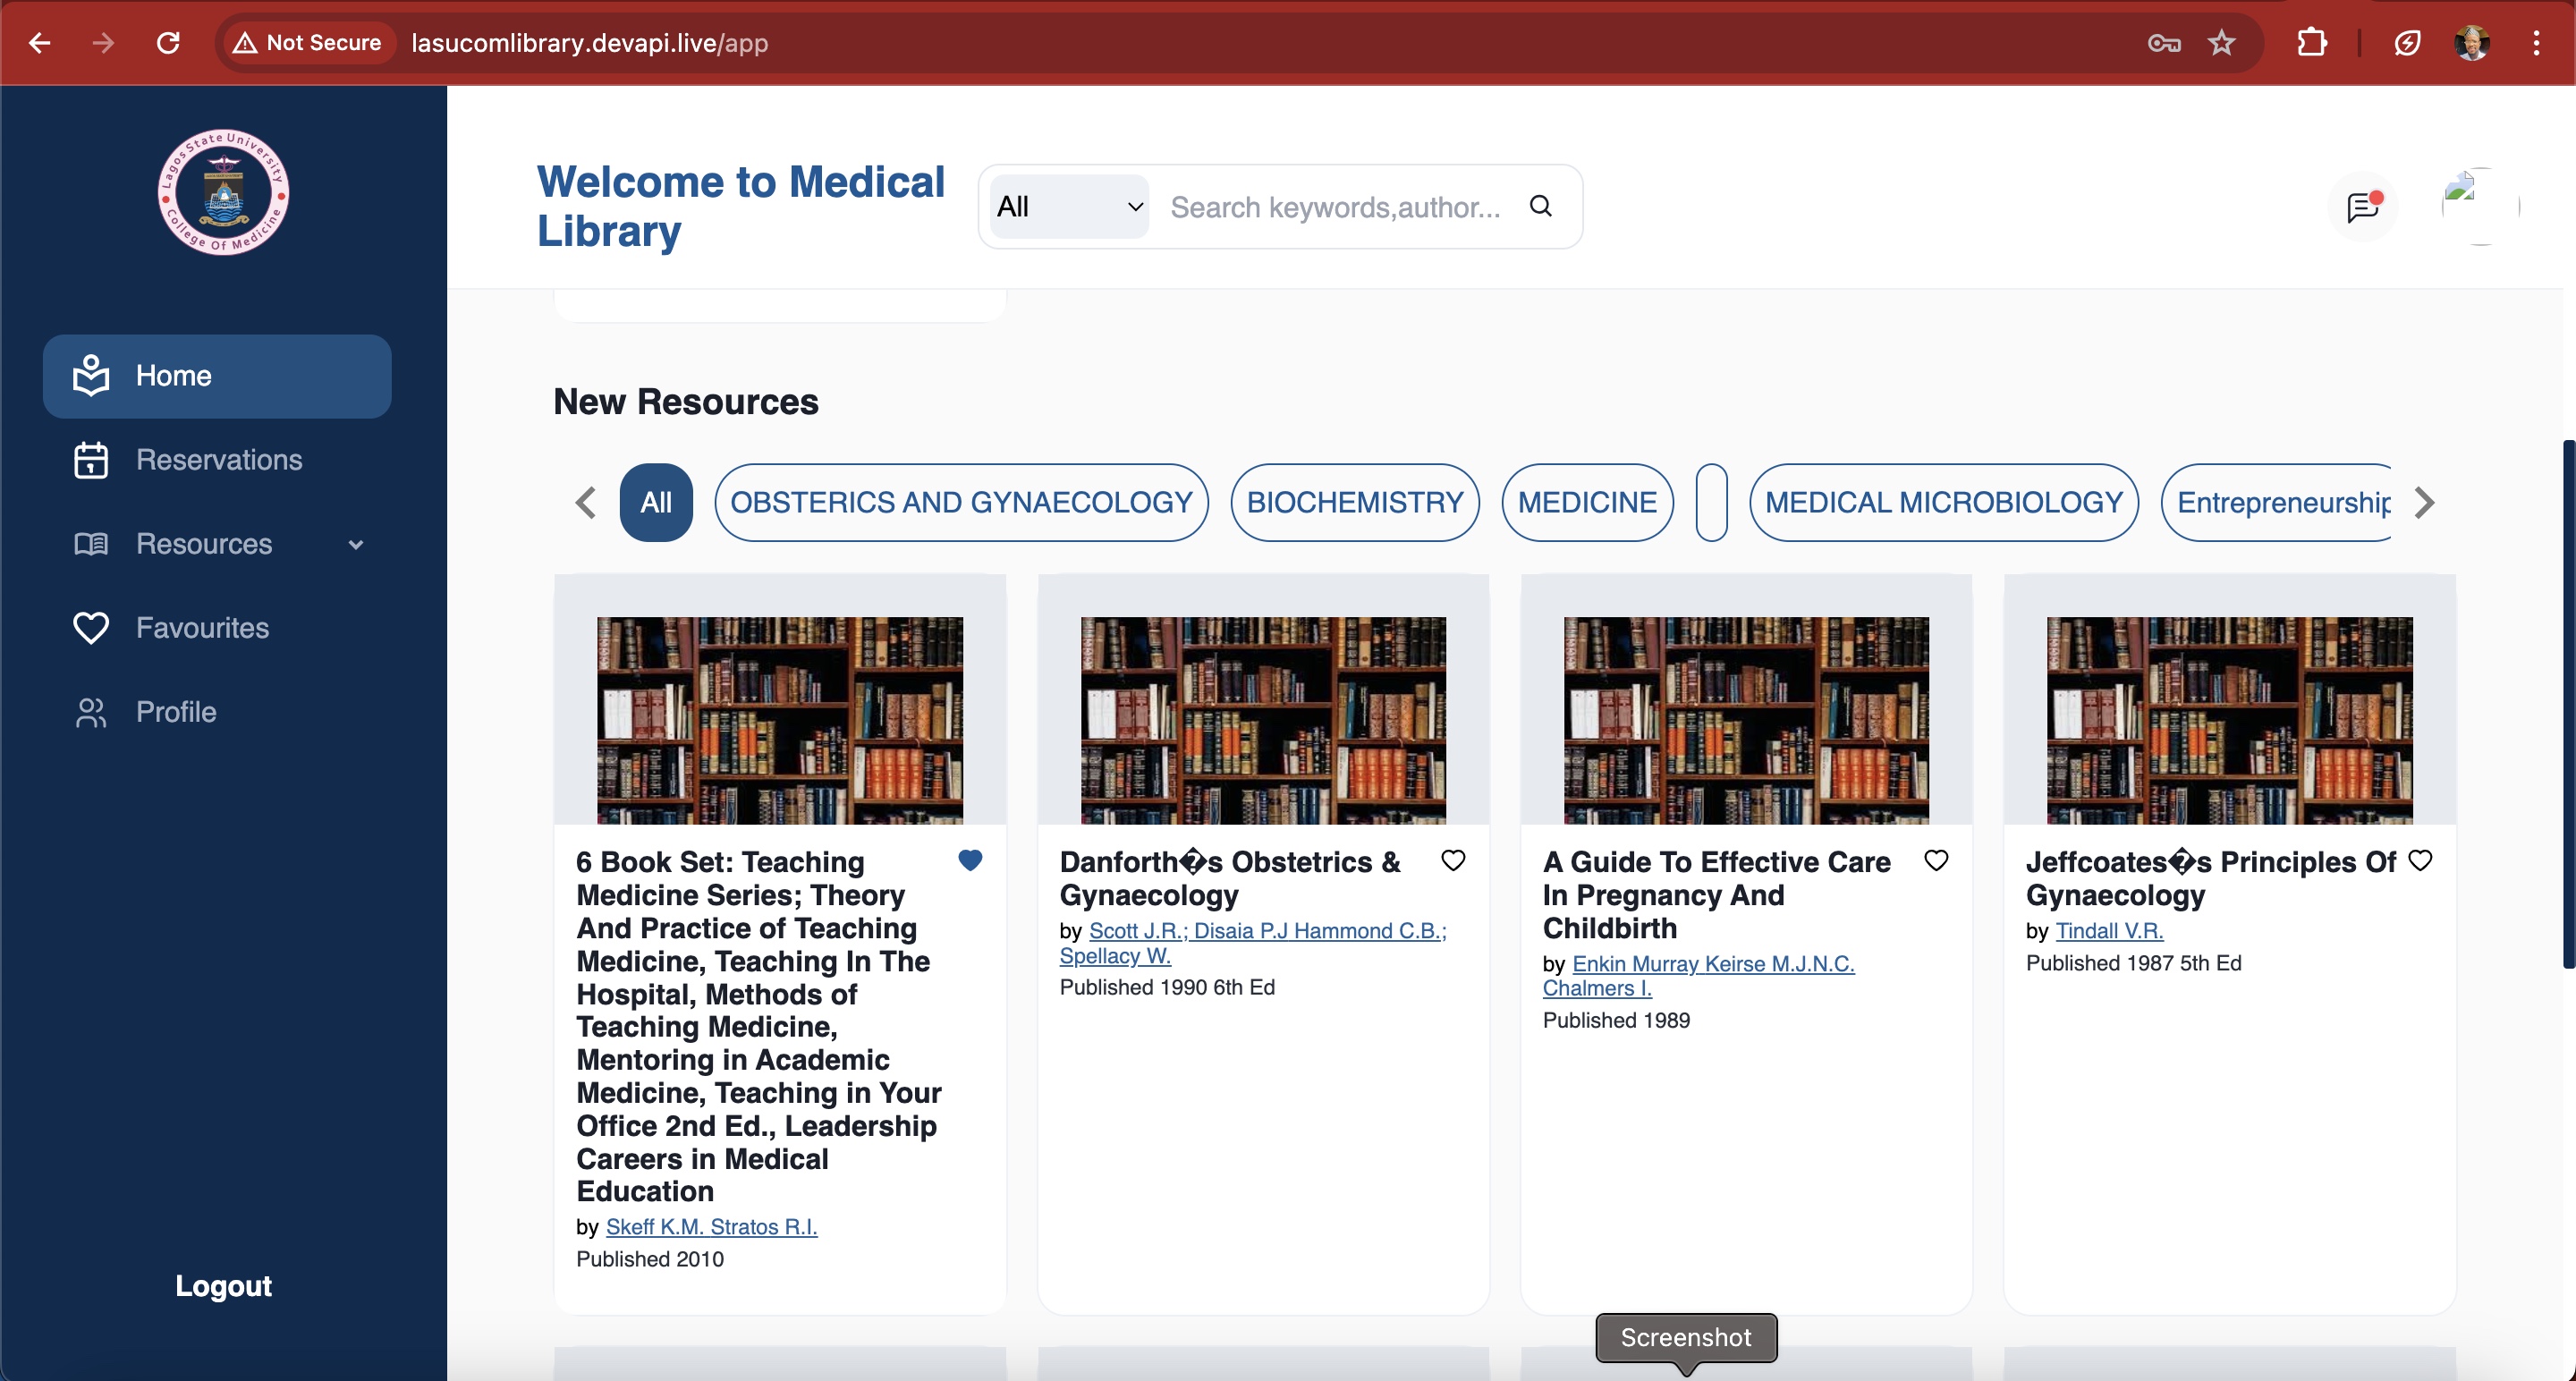 Not Secure
lasucomlibrary.devapi.live/app
Lagos State University
College Of Medicine
Home
Reservations
Resources
Favourites
Profile
Logout
Welcome to Medical
Library
All
Search keywords,author...
New Resources
All
OBSTERICS AND GYNAECOLOGY
BIOCHEMISTRY
MEDICINE
MEDICAL MICROBIOLOGY
Entrepreneurship
6 Book Set: Teaching
Medicine Series; Theory
And Practice of Teaching
Medicine, Teaching In The
Hospital, Methods of
Teaching Medicine,
Mentoring in Academic
Medicine, Teaching in Your
Office 2nd Ed., Leadership
Careers in Medical
Education
by Skeff K.M. Stratos R.I.
Published 2010
Danforth�s Obstetrics &
Gynaecology
by Scott J.R.; Disaia P.J Hammond C.B.;
Spellacy W.
Published 1990 6th Ed
A Guide To Effective Care
In Pregnancy And
Childbirth
by Enkin Murray Keirse M.J.N.C.
Chalmers I.
Published 1989
Jeffcoates�s Principles Of
Gynaecology
by Tindall V.R.
Published 1987 5th Ed
Screenshot